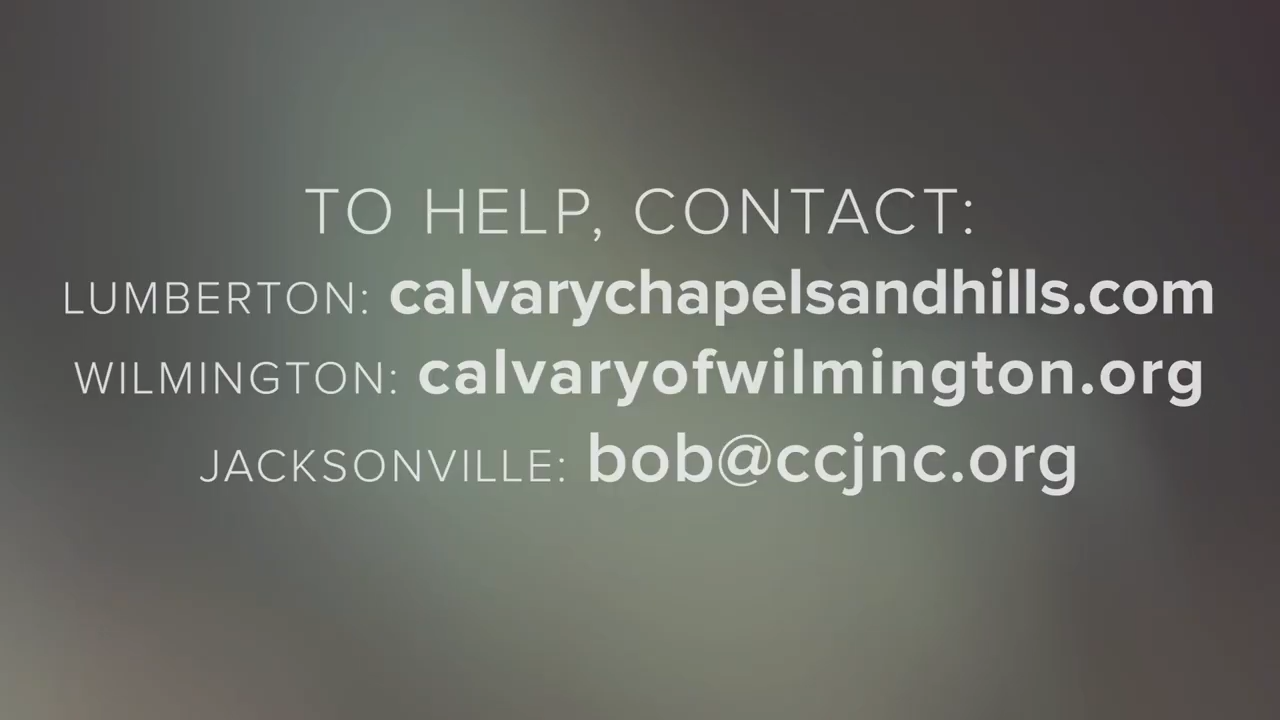 TO HELP, CONTACT:
LUMBERTON: calvarychapelsandhills.com
WILMINGTON: calvaryofwilmington.org
JACKSONVILLE: bob@ccjnc.org